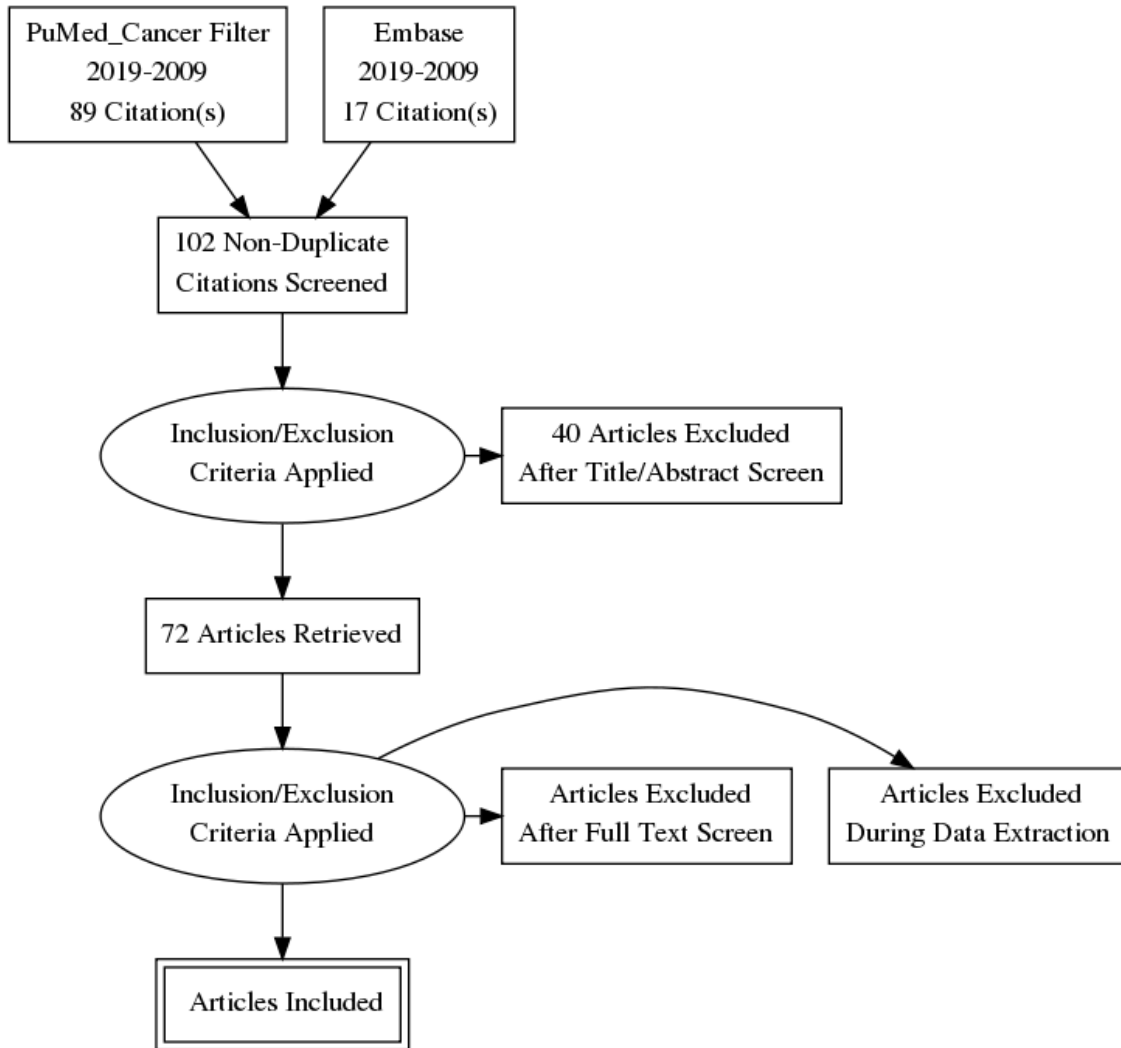 PuMed_Cancer Filter
2019-2009
89 Citation(s)
Embase
2019-2009
17 Citation(s)
102 Non-Duplicate
Citations Screened
Inclusion/Exclusion
Criteria Applied
40 Articles Excluded
After Title/Abstract Screen
72 Articles Retrieved
Inclusion/Exclusion
Criteria Applied
Articles Excluded
After Full Text Screen
Articles Excluded
During Data Extraction
Articles Included